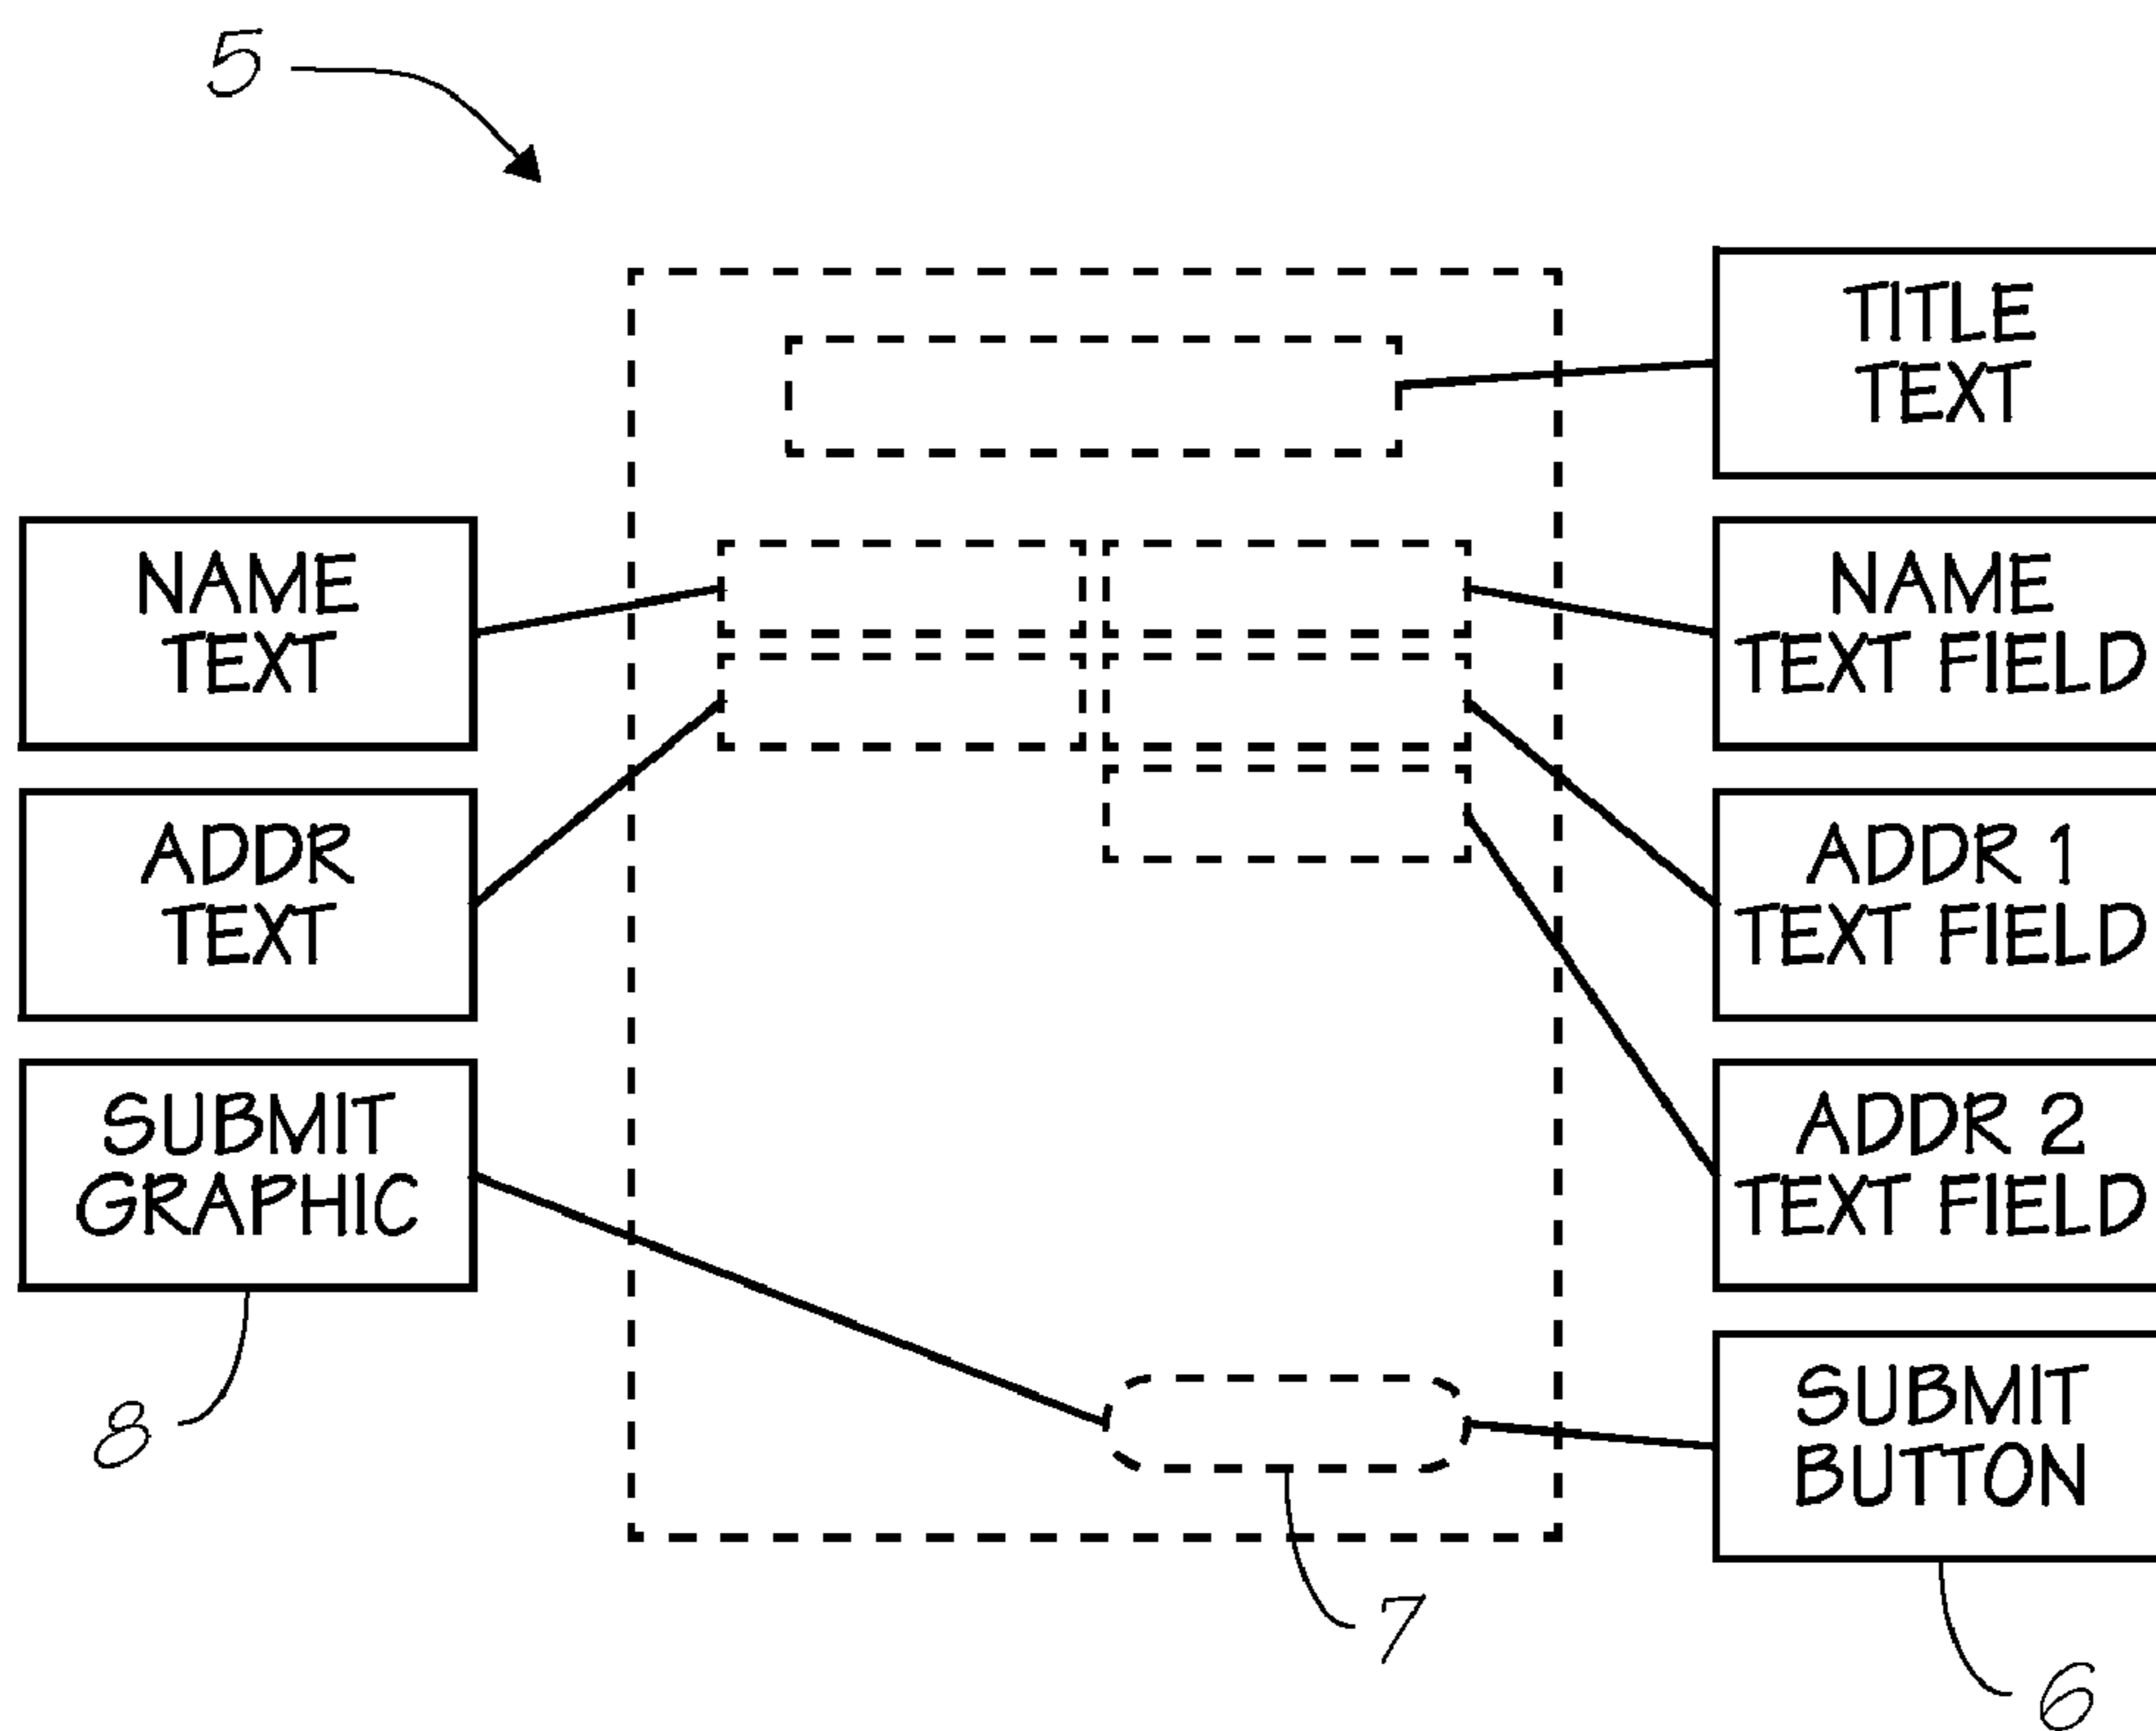 5
TITLE
TEXT
NAME
TEXT
NAME
TEXT FIELD
ADDR
TEXT
ADDR 1
TEXT FIELD
SUBMIT
GRAPHIC
ADDR 2
TEXT FIELD
SUBMIT
BUTTON
8
7
6